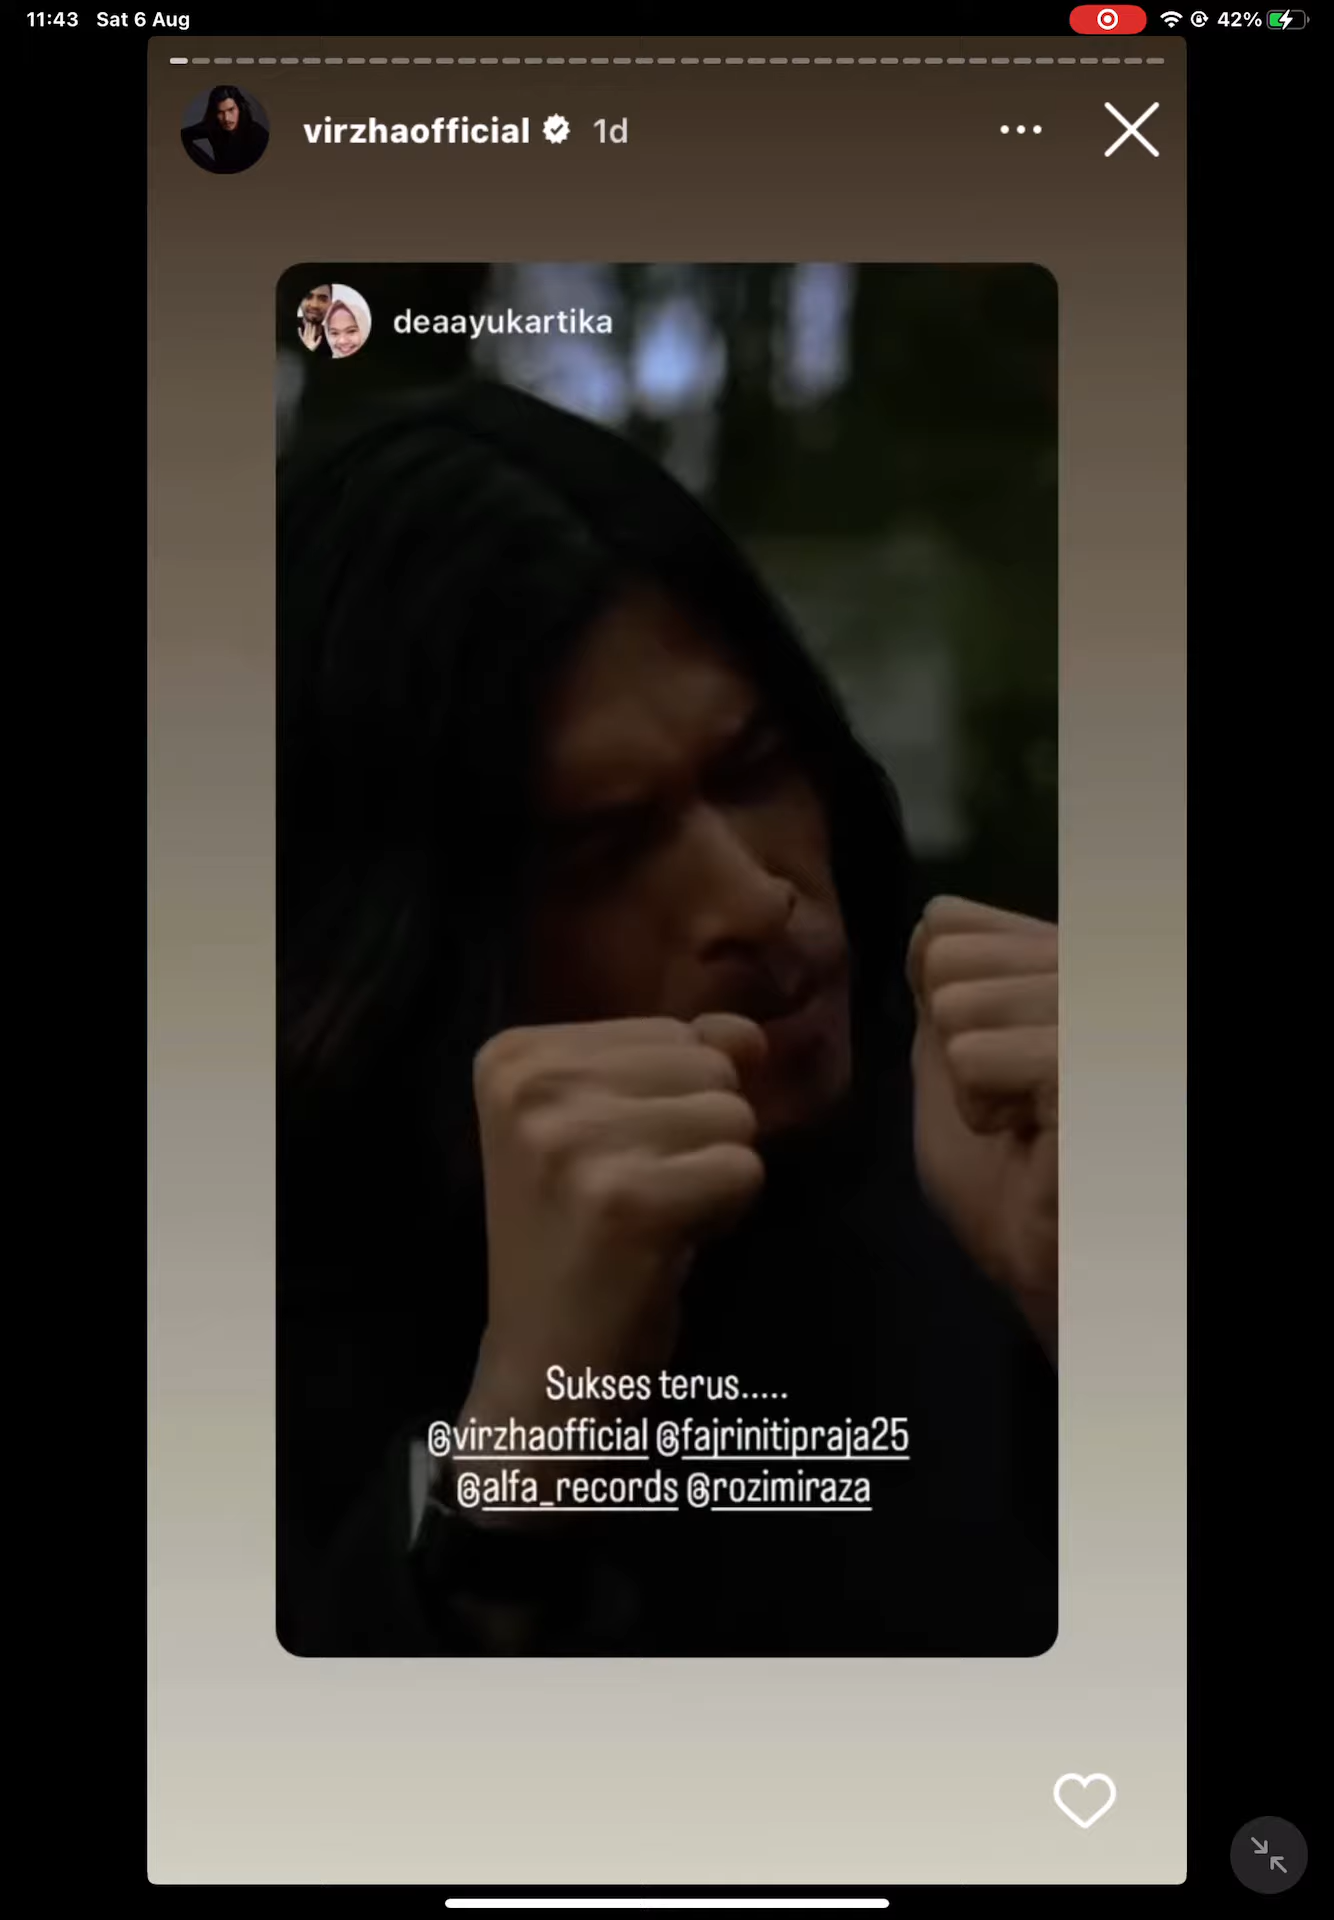 11:43 Sat 6 Aug
42%
virzhaofficial 1d
deaayukartika
Sukses terus.....
@virzhaofficial @fajrinitipraja25
@alfa_records @rozimiraza